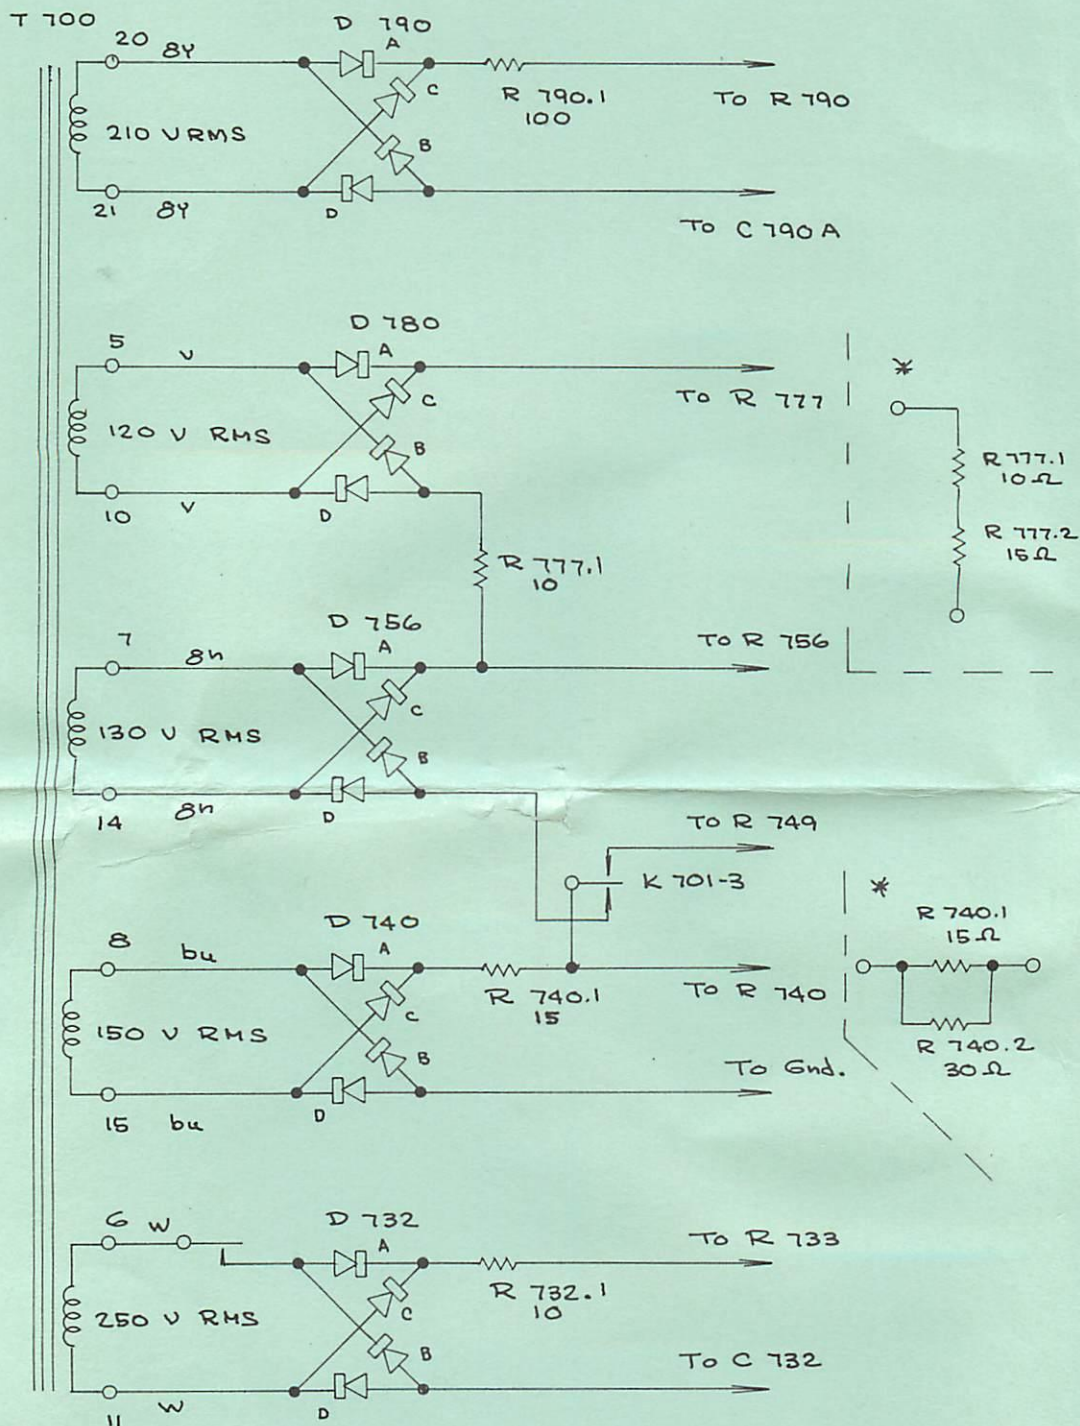 T 700
D 790
20 8Y
A
C
R 790.1
100
TO R 790
210 V RMS
B
21 8Y
D
TO C 790 A
D 780
5 v
A
C
TO R 777
*
120 V RMS
B
R 777.1
10Ω
10 v
D
R 777.2
15Ω
R 777.1
10
D 756
7 8n
A
TO R 756
C
130 V RMS
B
14 8n
D
TO R 749
K 701-3
*
D 740
R 740.1
15Ω
8 bu
A
C
R 740.1
15
TO R 740
150 V RMS
B
R 740.2
30Ω
TO Gnd.
15 bu
D
6 W
D 732
A
TO R 733
C
R 732.1
10
250 V RMS
B
TO C 732
11 W
D